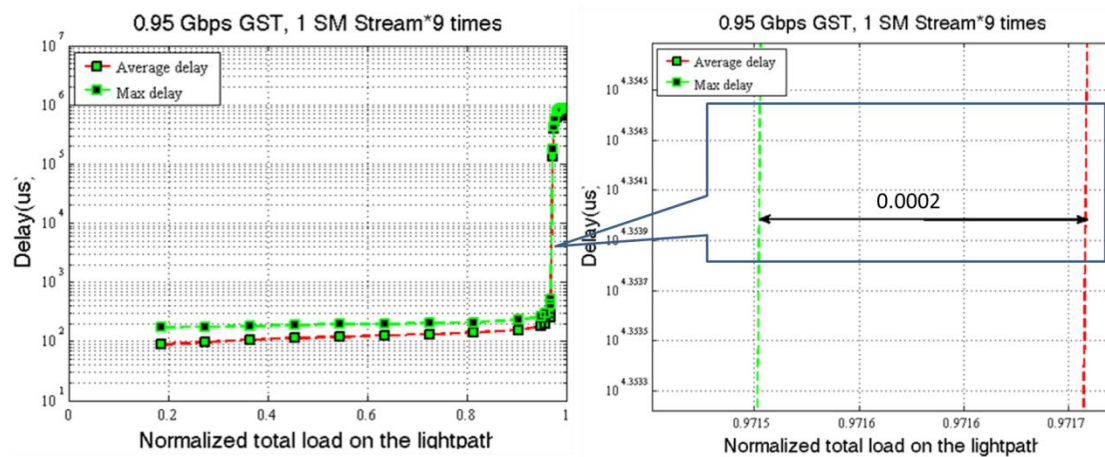 0.95 Gbps GST, 1 SM Stream*9 times
10^7
Average delay
Max delay
10^6
10^5
10^4
10^3
10^2
10^1
Delay(us)
0 0.2 0.4 0.6 0.8 1
Normalized total load on the lightpath
0.95 Gbps GST, 1 SM Stream*9 times
Average delay
Max delay
10^4.3545
10^4.3543
10^4.3541
0.0002
10^4.3539
10^4.3537
10^4.3535
10^4.3533
Delay(us)
0.9715 0.9716 0.9716 0.9717
Normalized total load on the lightpath